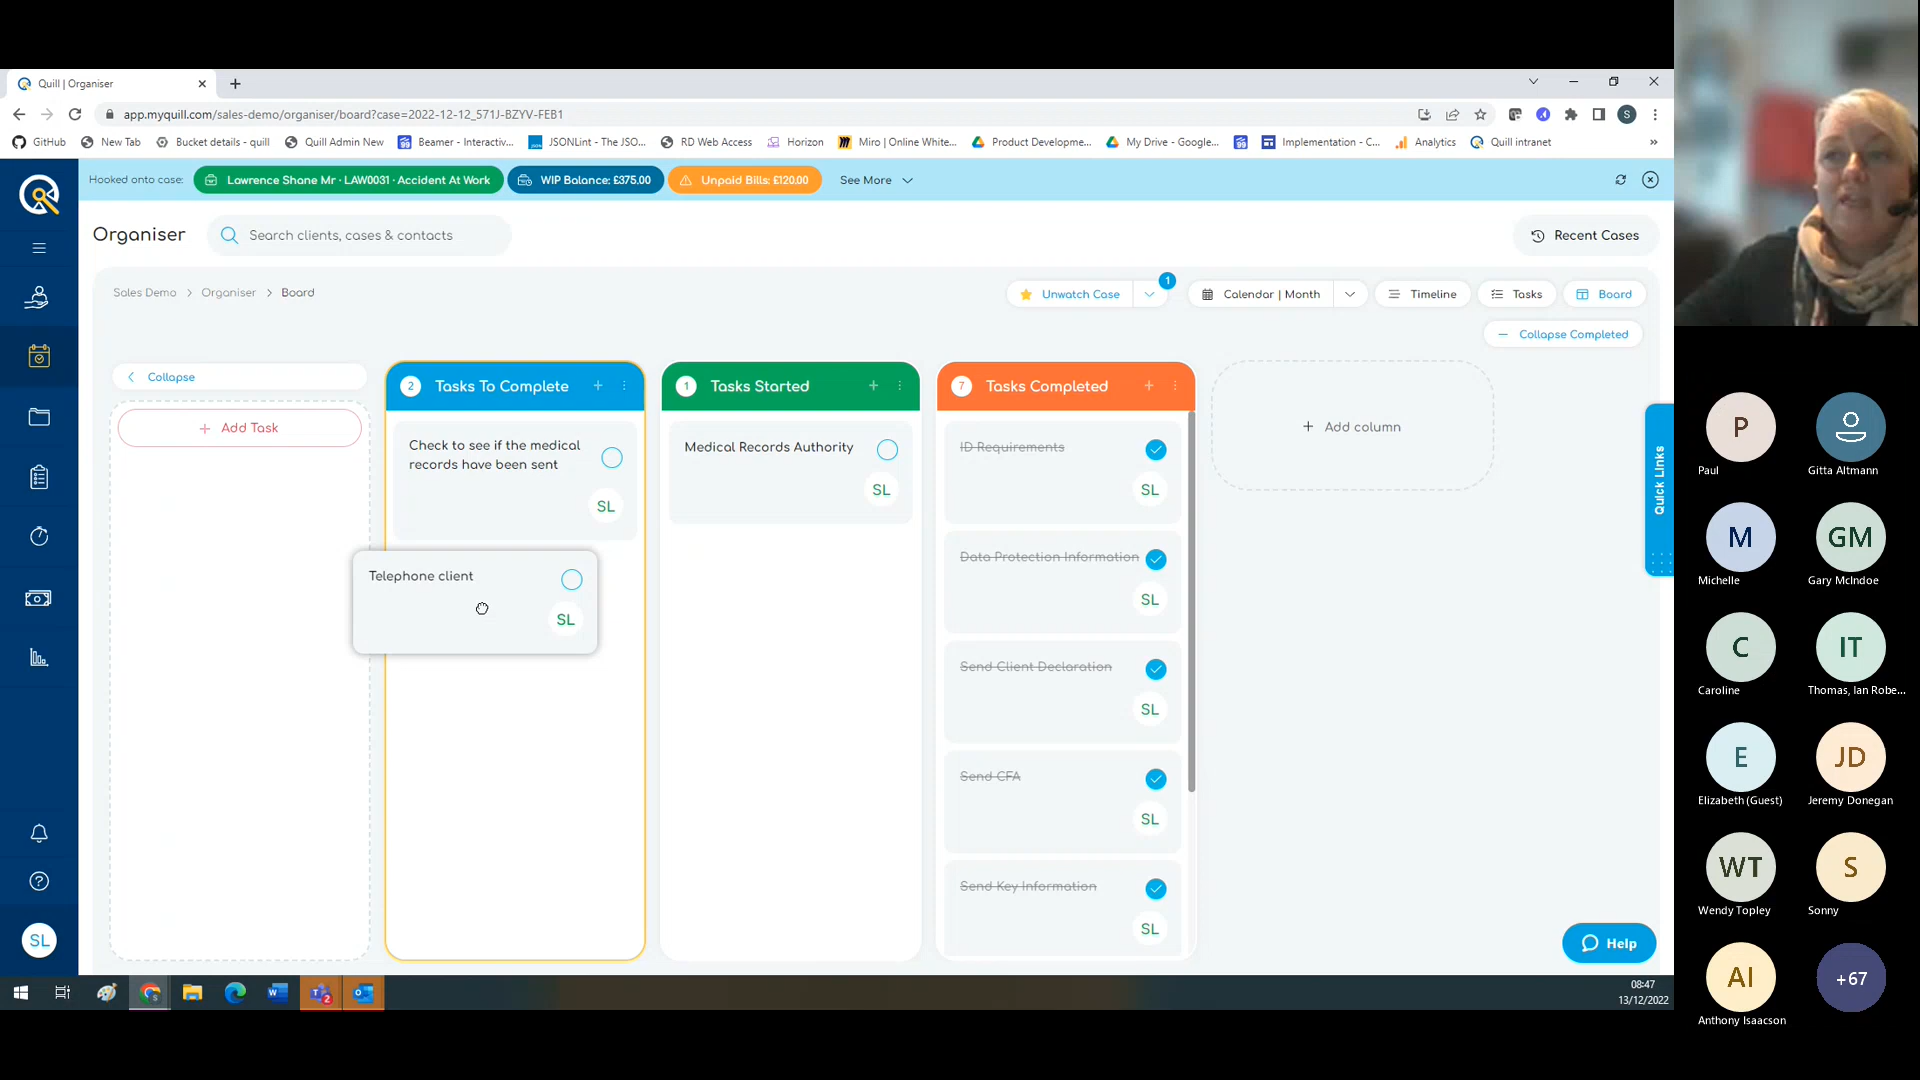 Quill | Organiser
app.myquill.com/sales-demo/organiser/board?case=2022-12-12_571J-BZYV-FEB1
S
GitHub
New Tab
Bucket details - quill
Quill Admin New
Beamer - Interactiv...
JSONLint - The JSO...
RD Web Access
Horizon
Miro | Online White...
Product Developme...
My Drive - Google...
Implementation - C...
Analytics
Quill intranet
»
Hooked onto case:
Lawrence Shane Mr · LAW0031 · Accident At Work
WIP Balance: £375.00
Unpaid Bills: £120.00
See More
Organiser
Search clients, cases & contacts
Recent Cases
Sales Demo > Organiser > Board
Unwatch Case
1
Calendar | Month
Timeline
Tasks
Board
Collapse Completed
Collapse
+ Add Task
2 Tasks To Complete
Check to see if the medical
records have been sent
SL
Telephone client
SL
1 Tasks Started
Medical Records Authority
SL
7 Tasks Completed
ID Requirements
SL
Data Protection Information
SL
Send Client Declaration
SL
Send CFA
SL
Send Key Information
SL
+ Add column
Quick Links
Help
SL
2
08:47
13/12/2022
P
Paul
Gitta Altmann
M
Michelle
GM
Gary McIndoe
C
Caroline
IT
Thomas, Ian Robe...
E
Elizabeth (Guest)
JD
Jeremy Donegan
WT
Wendy Topley
S
Sonny
AI
Anthony Isaacson
+67